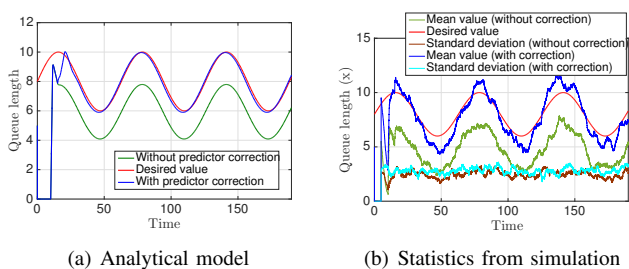 12
10
8
6
4
2
0
Queue length
0
50
100
150
Time
Without predictor correction
Desired value
With predictor correction
(a) Analytical model
Mean value (without correction)
Desired value
Standard deviation (without correction)
Mean value (with correction)
Standard deviation (with correction)
15
10
5
0
Queue length (x)
0
50
100
150
Time
(b) Statistics from simulation